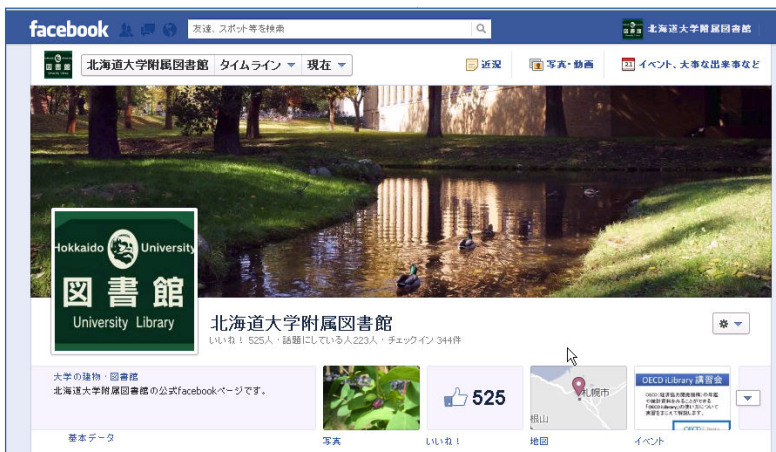 facebook
友達、スポット等を検索
北海道大学附属図書館
北海道大学附属図書館 タイムライン 現在
近況
写真・動画
21 イベント、大事な出来事など
Hokkaido University
図書館
University Library
北海道大学附属図書館
いいね! 525人・話題にしている人223人・チェックイン 344件
大学の建物・図書館
北海道大学附属図書館の公式facebookページです。
基本データ
写真
525
いいね!
札幌市
根山
地図
OECD iLibrary 講習会
イベント